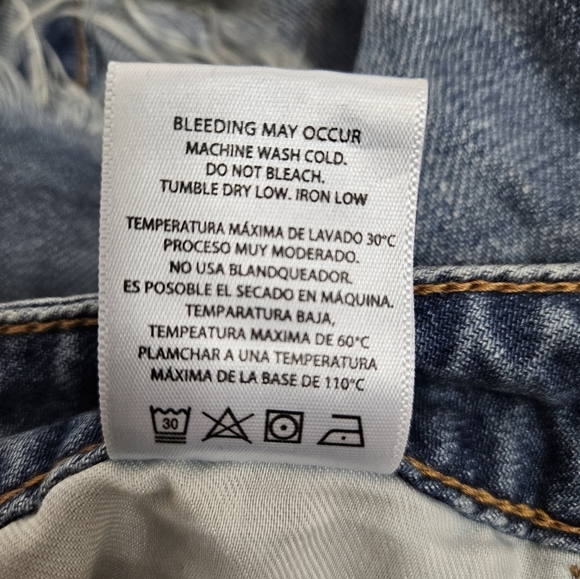 BLEEDING MAY OCCUR
MACHINE WASH COLD.
DO NOT BLEACH.
TUMBLE DRY LOW. IRON LOW
TEMPERATURA MÁXIMA DE LAVADO 30°C
PROCESO MUY MODERADO.
NO USA BLANDQUEADOR.
ES POSOBLE EL SECADO EN MÁQUINA.
TEMPARATURA BAJA,
TEMPEATURA MAXIMA DE 60°C
PLAMCHAR A UNA TEMPERATURA
MÁXIMA DE LA BASE DE 110°C
30